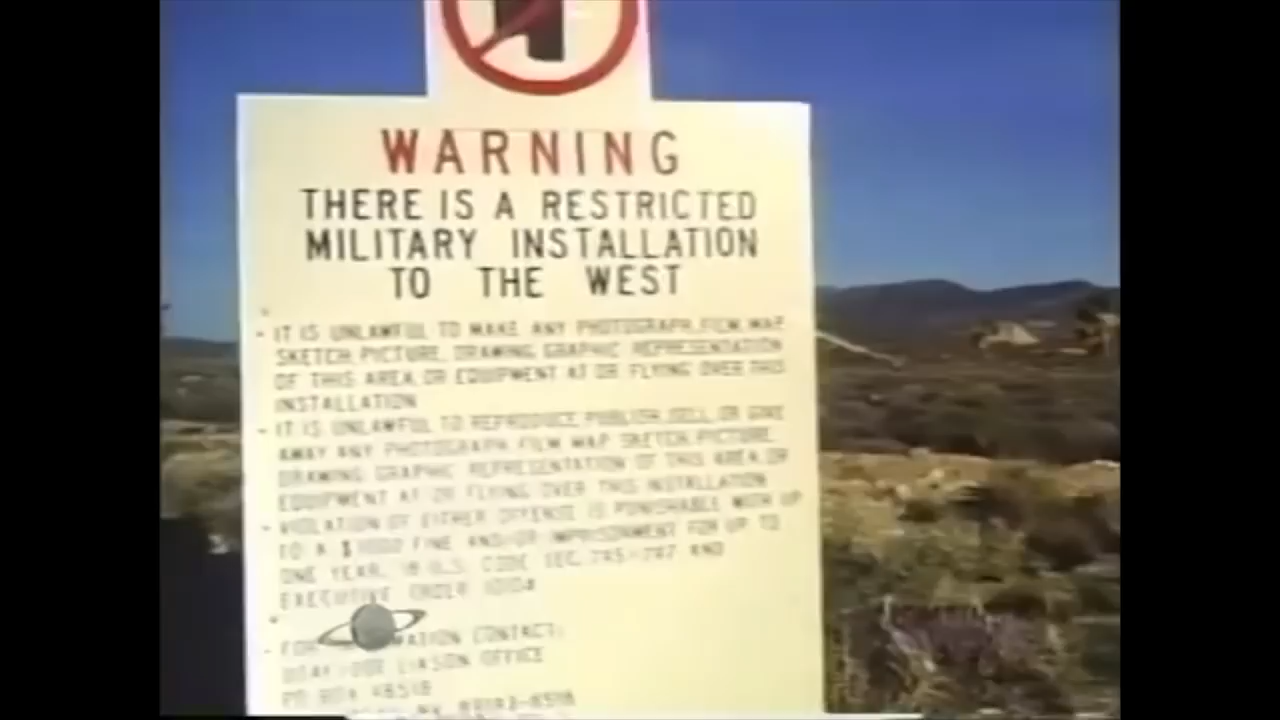 WARNING
THERE IS A RESTRICTED
MILITARY INSTALLATION
TO THE WEST
- IT IS UNLAWFUL TO MAKE ANY PHOTOGRAPH, FILM, MAP
SKETCH, PICTURE, DRAWING, GRAPHIC REPRESENTATION
OF THIS AREA, OR EQUIPMENT AT OR FLYING OVER THIS
INSTALLATION
- IT IS UNLAWFUL TO REPRODUCE, PUBLISH, SELL, OR GIVE
AWAY ANY PHOTOGRAPH, FILM, MAP, SKETCH, PICTURE,
DRAWING, GRAPHIC REPRESENTATION OF THIS AREA, OR
EQUIPMENT AT OR FLYING OVER THIS INSTALLATION
- VIOLATION OF EITHER OFFENSE IS PUNISHABLE WITH UP
TO A $1000 FINE AND/OR IMPRISONMENT FOR UP TO
ONE YEAR. 18 U.S. CODE SEC. 795-797 AND
EXECUTIVE ORDER 10104
- FOR CONTACT:
LIASON OFFICE
PO BOX 98518